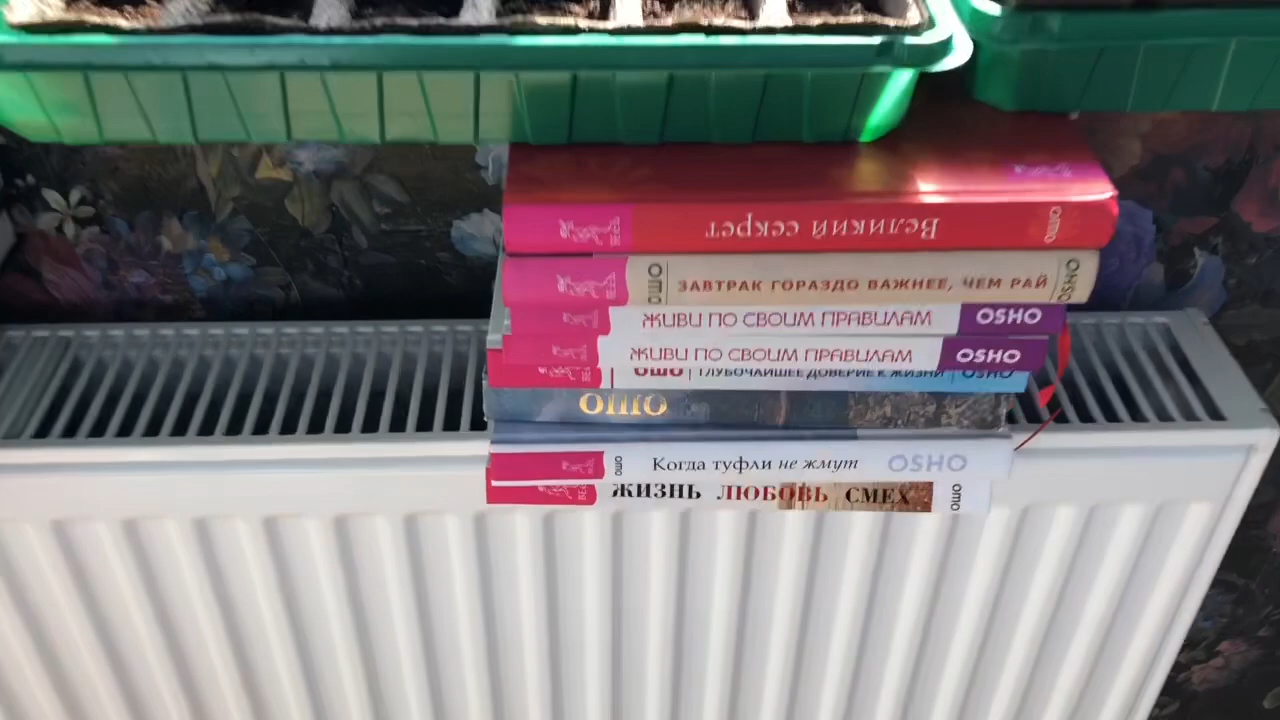 Великий секрет ошо
ОШО ЗАВТРАК ГОРАЗДО ВАЖНЕЕ, ЧЕМ РАЙ OSHO
ЖИВИ ПО СВОИМ ПРАВИЛАМ OSHO
ЖИВИ ПО СВОИМ ПРАВИЛАМ OSHO
ОШО ГЛУБОЧАЙШЕЕ ДОВЕРИЕ К ЖИЗНИ OSHO
ОШО
ошо Когда туфли не жмут OSHO
ЖИЗНЬ ЛЮБОВЬ СМЕХ ошо